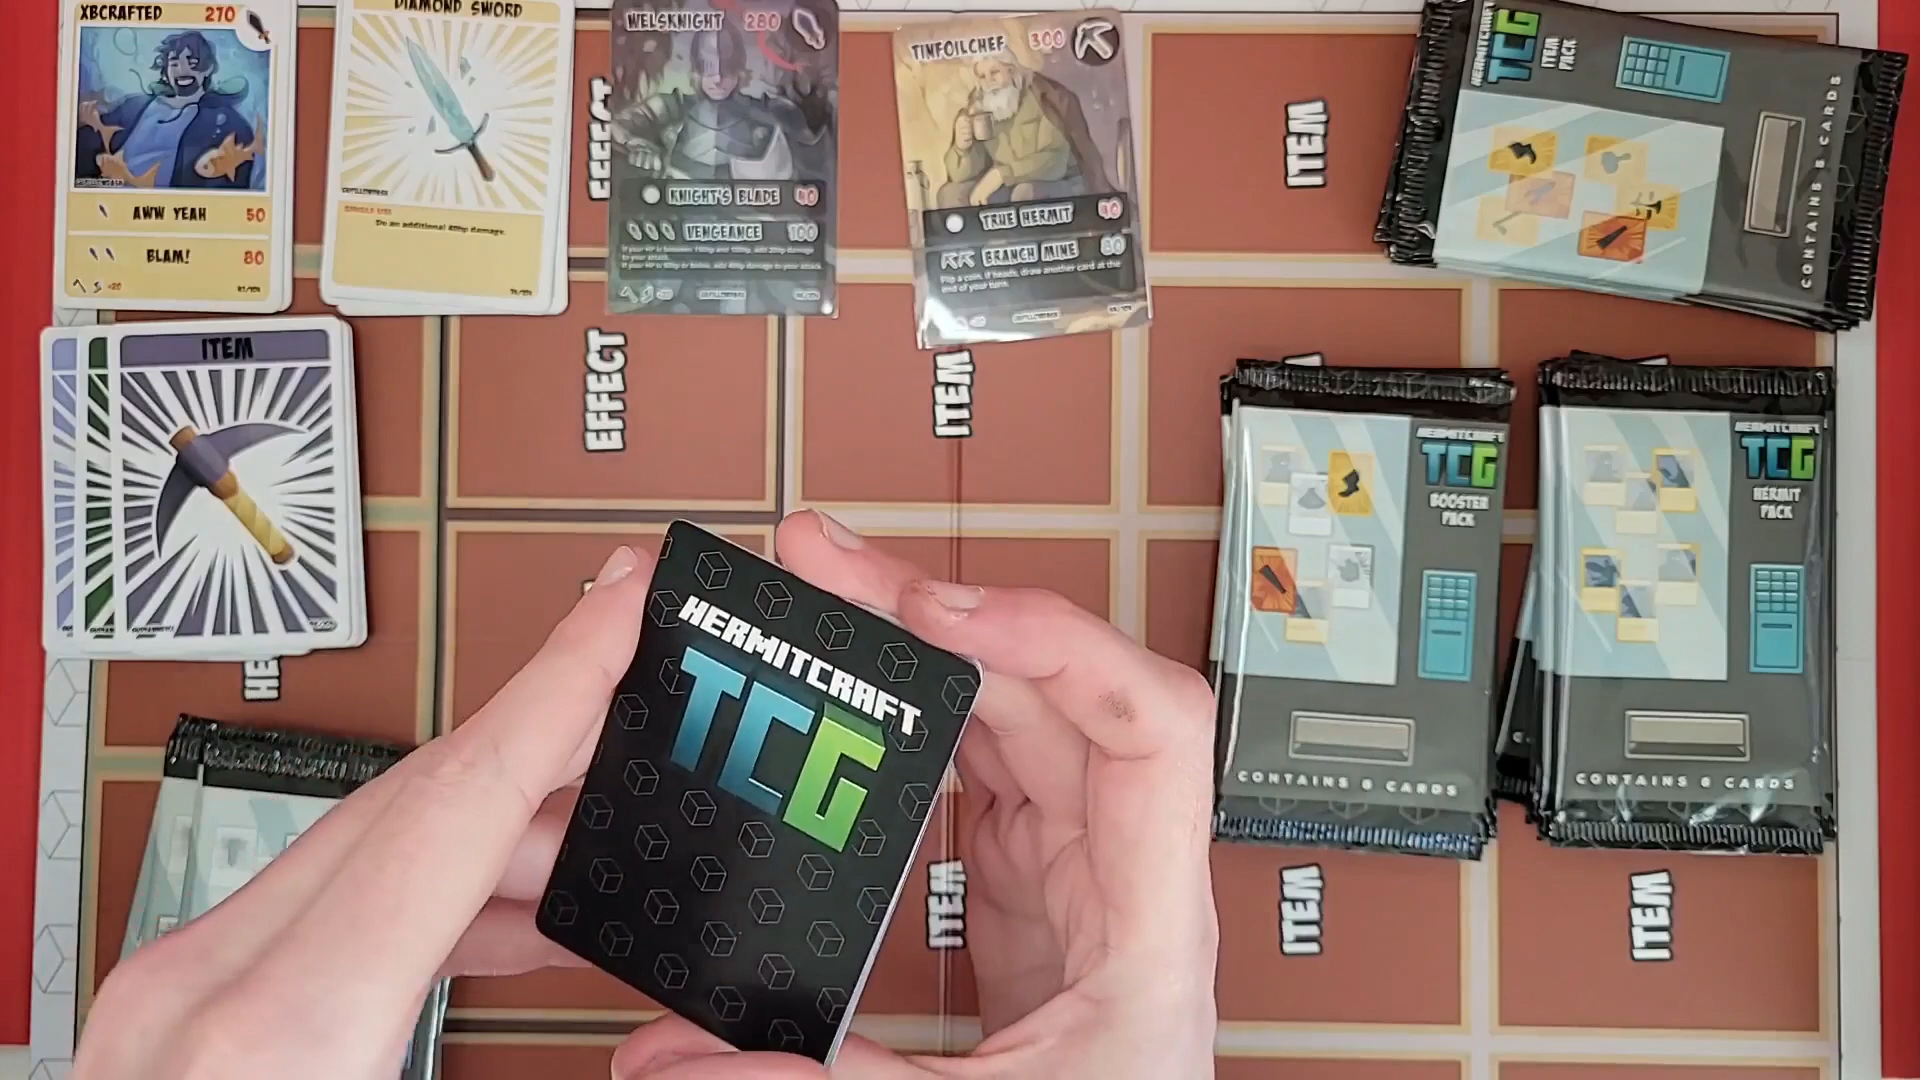 XBCRAFTED 270
AWW YEAH 50
BLAM! 80
DIAMOND SWORD
SINGLE USE
Do an additional 40hp damage.
WELSKNIGHT 280
KNIGHT'S BLADE 40
VENGEANCE 100
TINFOILCHEF 300
TRUE HERMIT 40
BRANCH MINE 80
Flip a coin. If heads, draw another card at the
end of your turn.
EFFECT
EFFECT
ITEM
ITEM
ITEM
ITEM
ITEM
ITEM
HERMITCRAFT
TCG
ITEM
PACK
CONTAINS 8 CARDS
HERMITCRAFT
TCG
BOOSTER
PACK
CONTAINS 8 CARDS
HERMITCRAFT
TCG
HERMIT
PACK
CONTAINS 8 CARDS
HERMITCRAFT
TCG